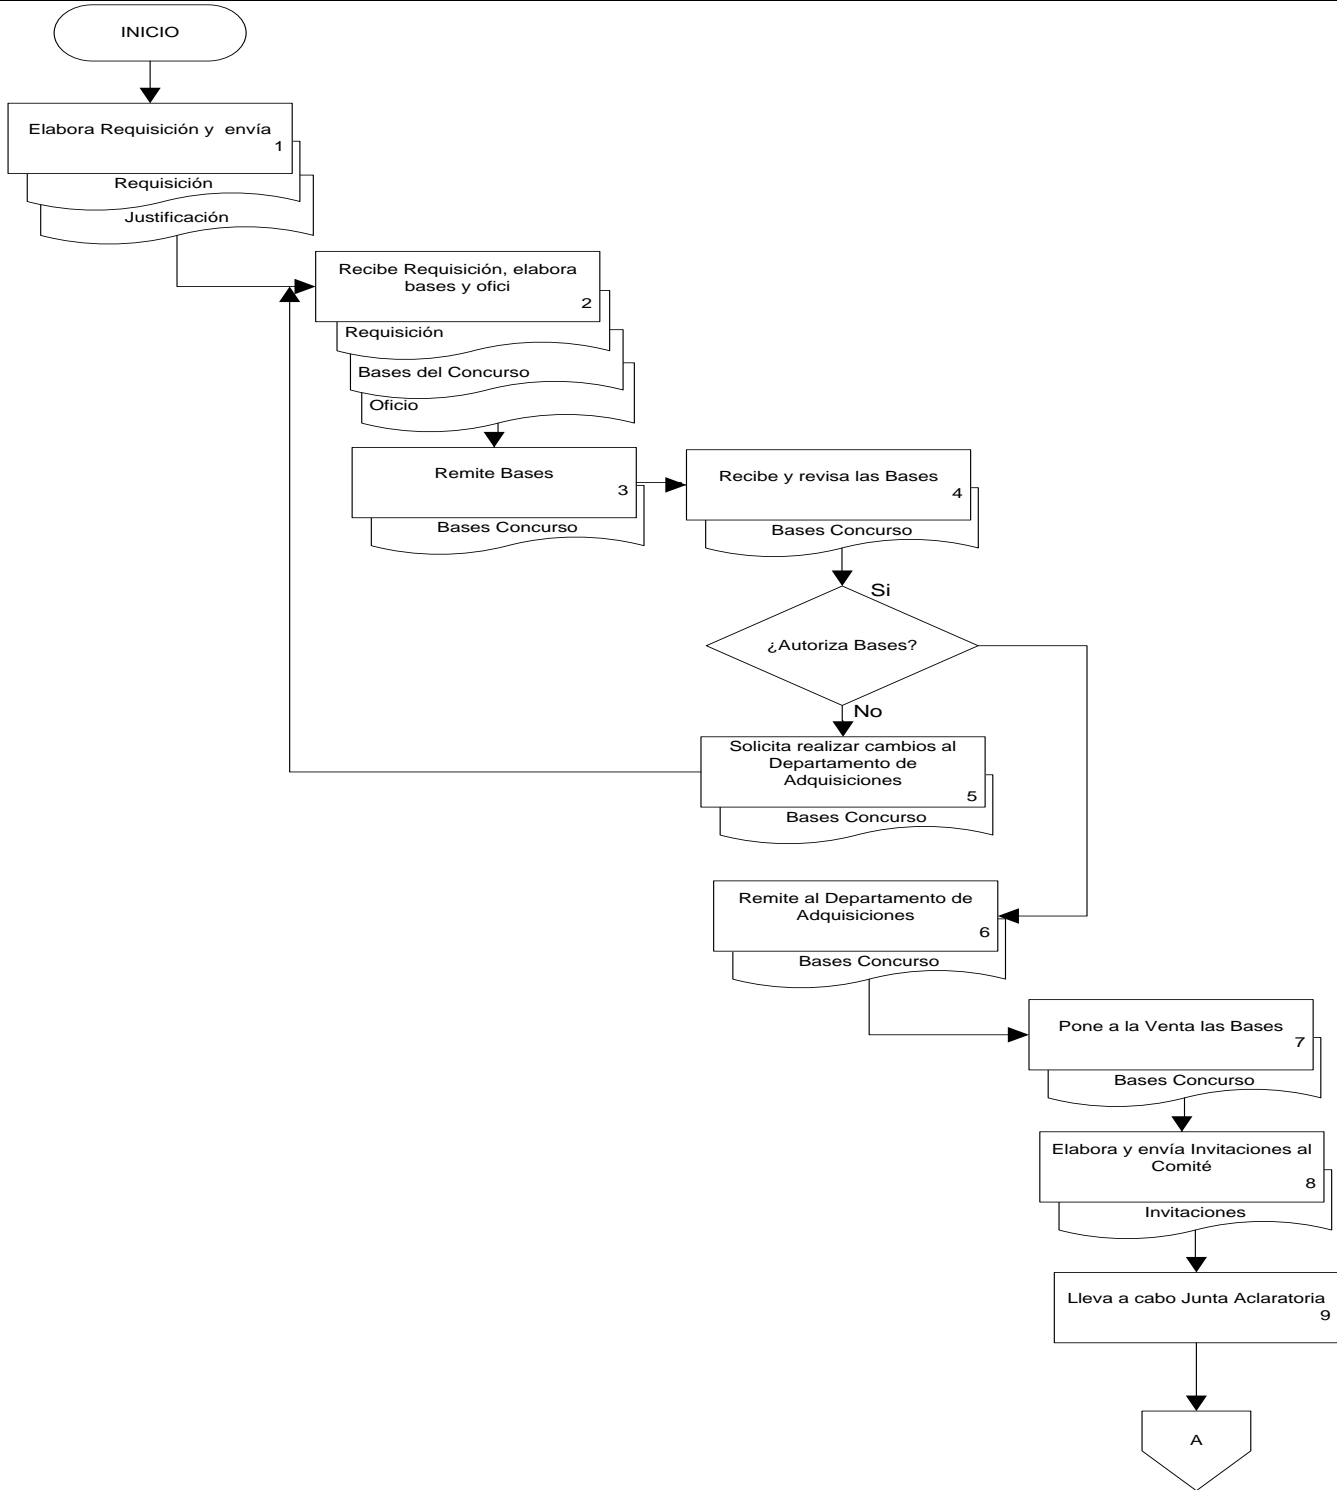 INICIO
Elabora Requisición y envía
1
Requisición
Justificación
Recibe Requisición, elabora
bases y ofici
2
Requisición
Bases del Concurso
Oficio
Remite Bases
3
Bases Concurso
Recibe y revisa las Bases
4
Bases Concurso
Si
¿Autoriza Bases?
No
Solicita realizar cambios al
Departamento de
Adquisiciones
5
Bases Concurso
Remite al Departamento de
Adquisiciones
6
Bases Concurso
Pone a la Venta las Bases
7
Bases Concurso
Elabora y envía Invitaciones al
Comité
8
Invitaciones
Lleva a cabo Junta Aclaratoria
9
A